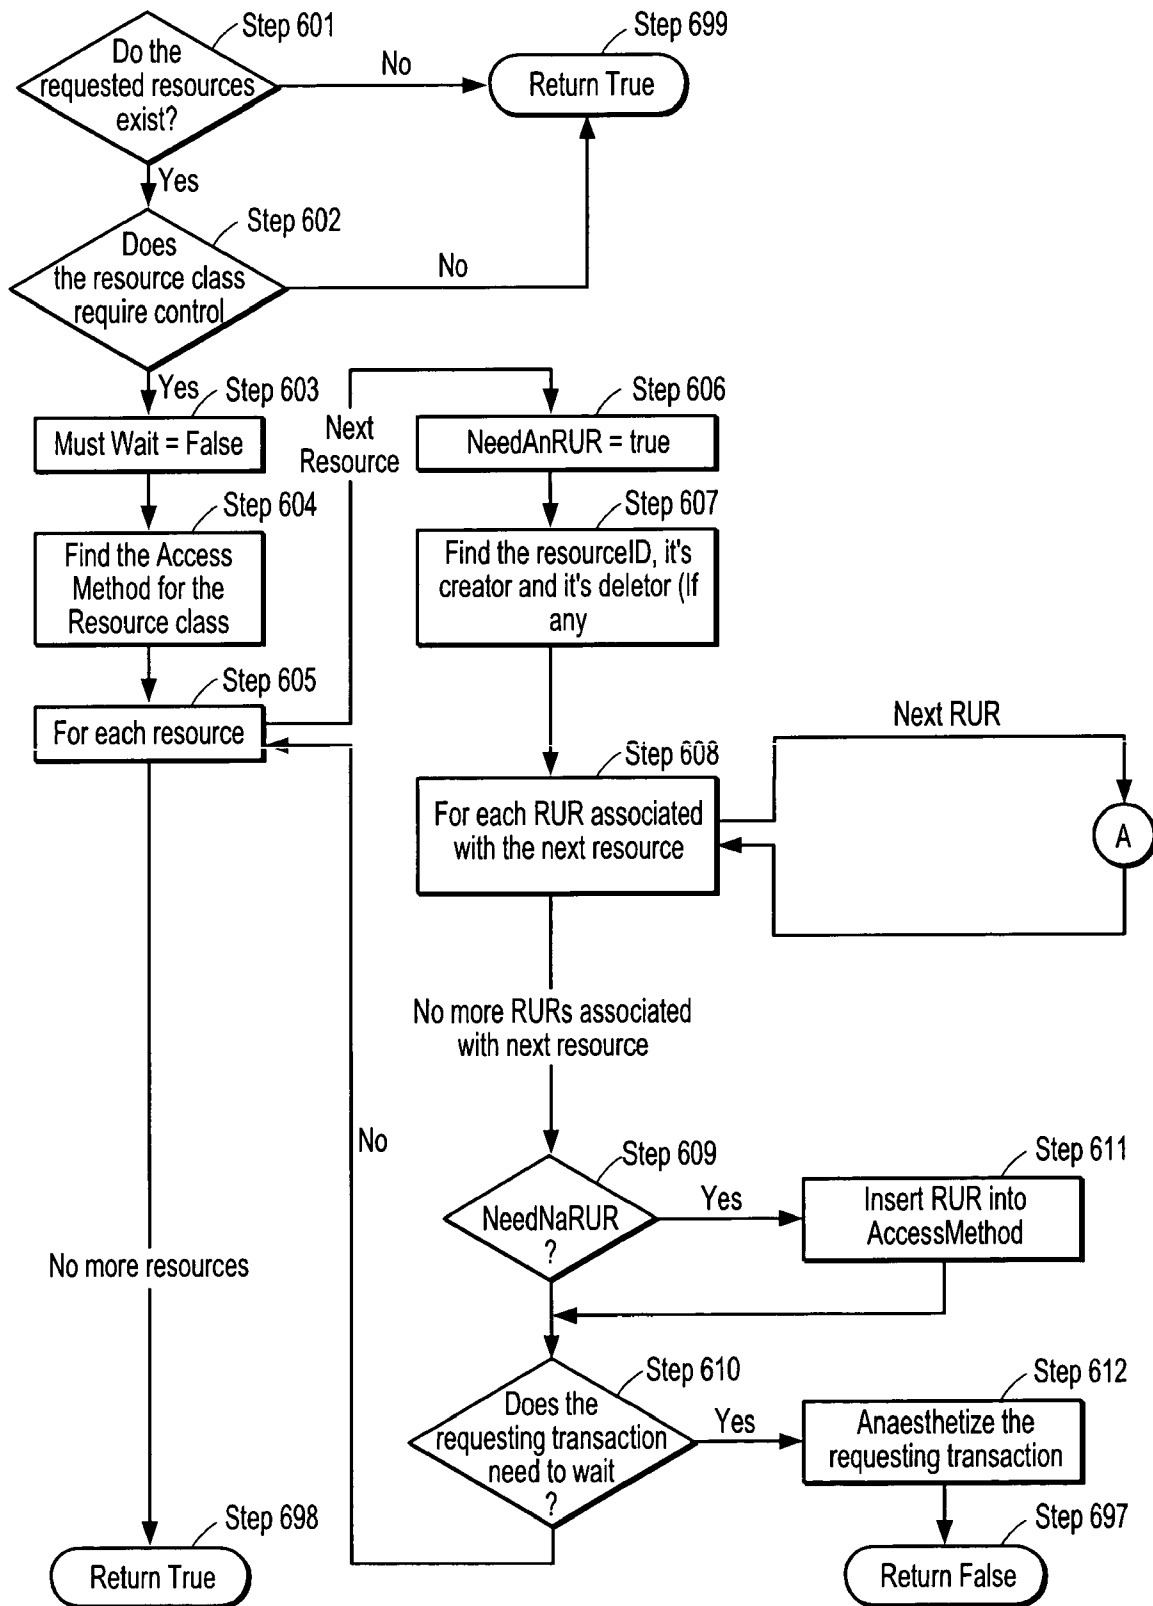 Step 601
Do the
requested resources
exist?
No
Step 699
Return True
Yes
Step 602
Does
the resource class
require control
No
Yes
Step 603
Must Wait = False
Step 604
Find the Access
Method for the
Resource class
Step 605
For each resource
Next
Resource
Step 606
NeedAnRUR = true
Step 607
Find the resourceID, it's
creator and it's deletor (If
any
Step 608
For each RUR associated
with the next resource
Next RUR
A
No more RURs associated
with next resource
No
Step 609
NeedNaRUR
?
Yes
Step 611
Insert RUR into
AccessMethod
No more resources
Step 610
Does the
requesting transaction
need to wait
?
Yes
Step 612
Anaesthetize the
requesting transaction
Step 698
Return True
Step 697
Return False